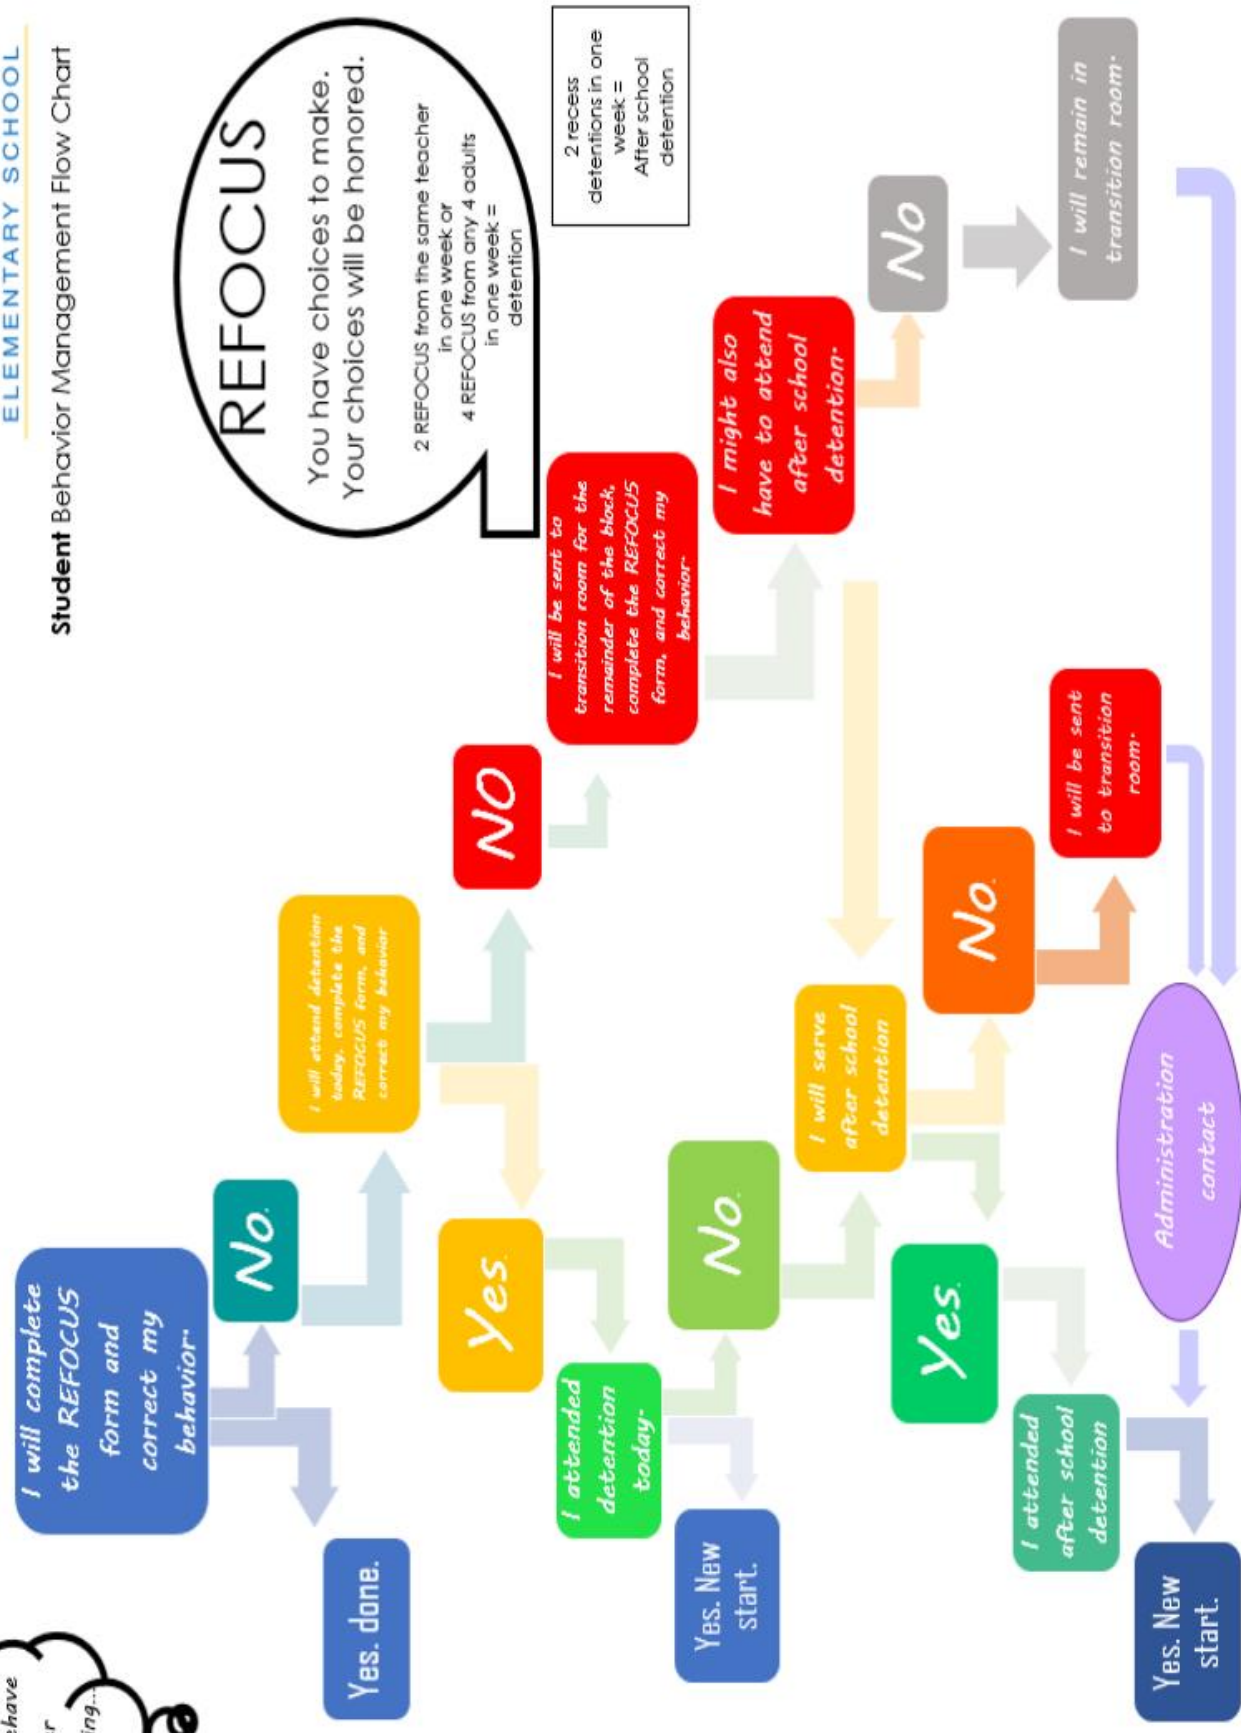 ELEMENTARY SCHOOL
Student Behavior Management Flow Chart
REFOCUS
You have choices to make.
Your choices will be honored.
2 REFOCUS from the same teacher
in one week or
4 REFOCUS from any 4 adults
in one week =
detention
2 recess
detentions in one
week =
After school
detention
I will complete
the REFOCUS
form and
correct my
behavior.
No.
Yes. done.
I will attend detention
today, complete the
REFOCUS form, and
correct my behavior
NO
Yes.
I will be sent to
transition room for the
remainder of the block,
complete the REFOCUS
form, and correct my
behavior.
I attended
detention
today.
No.
Yes. New
start.
I might also
have to attend
after school
detention.
No
I will remain in
transition room.
I will serve
after school
detention
No.
I will be sent
to transition
room.
Yes.
I attended
after school
detention
Administration
contact
Yes. New
start.